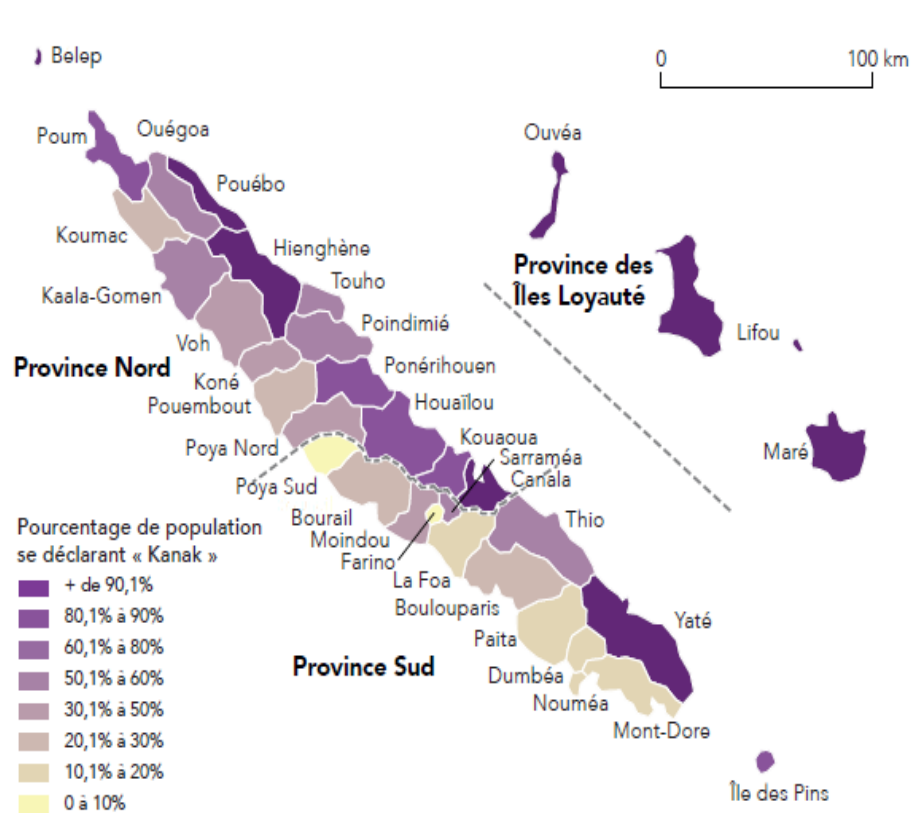 Belep
0 100 km
Poum
Ouégoa
Ouvéa
Pouébo
Koumac
Hienghène
Province des
Îles Loyauté
Touho
Kaala-Gomen
Poindimié
Lifou
Voh
Province Nord
Ponérihouen
Koné
Pouembout
Houaïlou
Kouaoua
Poya Nord
Sarraméa
Maré
Canala
Poya Sud
Bourail
Thio
Pourcentage de population
se déclarant « Kanak »
Moindou
Farino
La Foa
+ de 90,1%
80,1% à 90%
60,1% à 80%
50,1% à 60%
30,1% à 50%
20,1% à 30%
10,1% à 20%
0 à 10%
Boulouparis
Yaté
Paita
Province Sud
Dumbéa
Nouméa
Mont-Dore
Île des Pins